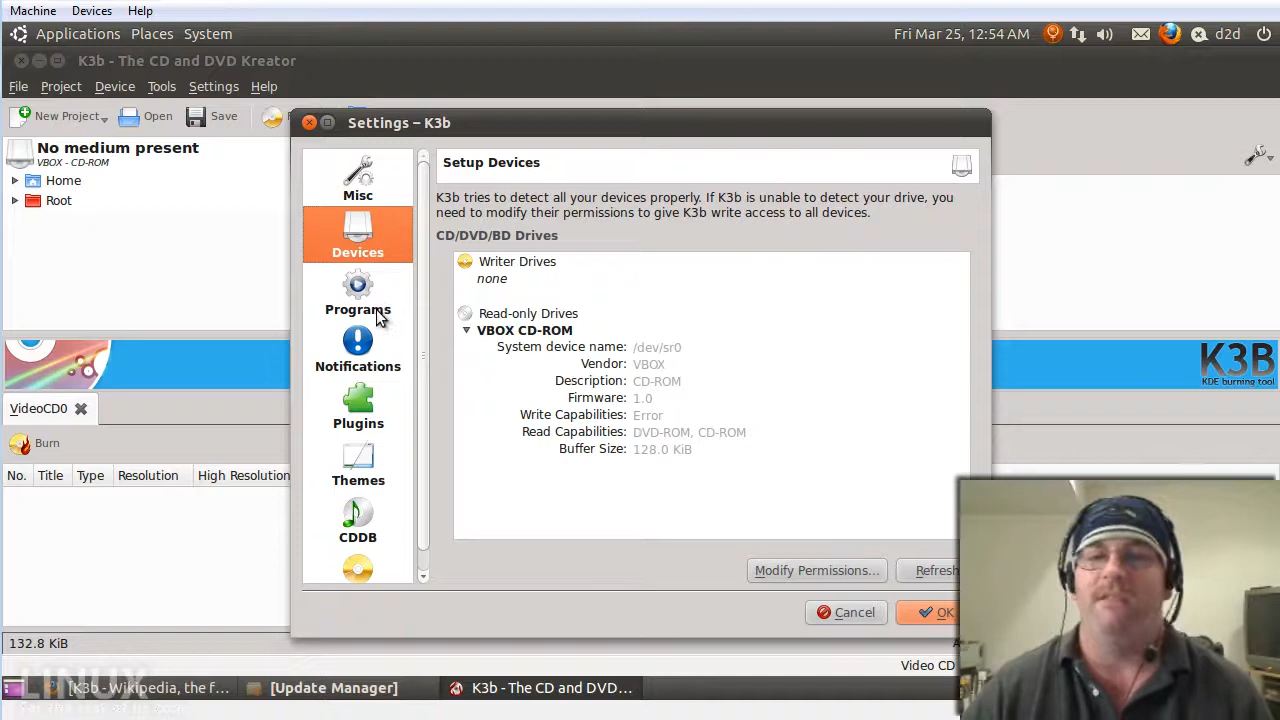 Machine Devices Help
Applications Places System Fri Mar 25, 12:54 AM d2d
K3b - The CD and DVD Kreator
File Project Device Tools Settings Help
New Project Open Save
Settings – K3b
No medium present
VBOX - CD-ROM
Home
Root
Misc
Devices
Programs
Notifications
Plugins
Themes
CDDB
Setup Devices
K3b tries to detect all your devices properly. If K3b is unable to detect your drive, you
need to modify their permissions to give K3b write access to all devices.
CD/DVD/BD Drives
Writer Drives
none
Read-only Drives
VBOX CD-ROM
System device name: /dev/sr0
Vendor: VBOX
Description: CD-ROM
Firmware: 1.0
Write Capabilities: Error
Read Capabilities: DVD-ROM, CD-ROM
Buffer Size: 128.0 KiB
Modify Permissions... Refresh
Cancel OK
K3B
KDE burning tool
VideoCD0
Burn
No. Title Type Resolution High Resolution
132.8 KiB
Video CD
[K3b - Wikipedia, the f... [Update Manager] K3b - The CD and DVD...
LINUX